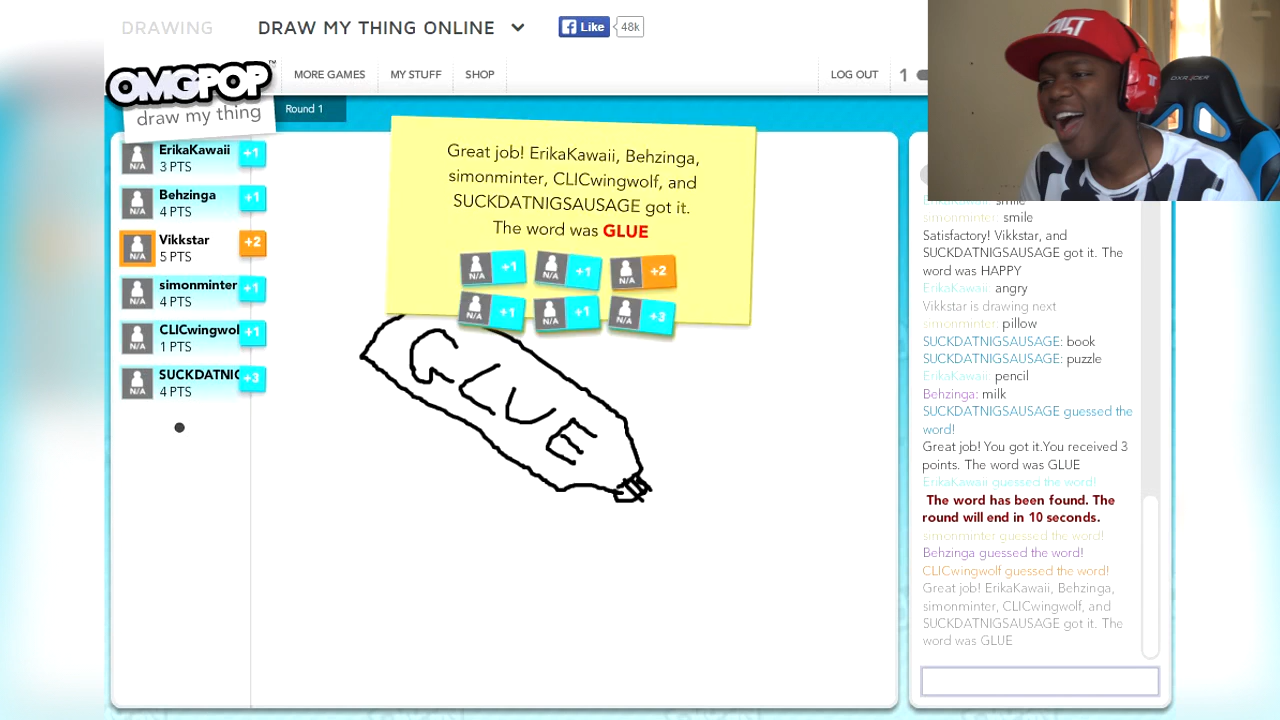 DRAWING
DRAW MY THING ONLINE
Like
48k
OMGPOP™
draw my thing
MORE GAMES
MY STUFF
SHOP
LOG OUT
1
Round 1
ErikaKawaii
3 PTS
+1
N/A
Behzinga
4 PTS
+1
N/A
Vikkstar
5 PTS
+2
N/A
simonminter
4 PTS
+1
N/A
CLICwingwol
1 PTS
+1
N/A
SUCKDATNIG
4 PTS
+3
N/A
Great job! ErikaKawaii, Behzinga,
simonminter, CLICwingwolf, and
SUCKDATNIGSAUSAGE got it.
The word was GLUE
N/A +1
N/A +1
N/A +2
N/A +1
N/A +1
N/A +3
GLUE
DXRACER
ErikaKawaii: smile
simonminter: smile
Satisfactory! Vikkstar, and
SUCKDATNIGSAUSAGE got it. The
word was HAPPY
ErikaKawaii: angry
Vikkstar is drawing next
simonminter: pillow
SUCKDATNIGSAUSAGE: book
SUCKDATNIGSAUSAGE: puzzle
ErikaKawaii: pencil
Behzinga: milk
SUCKDATNIGSAUSAGE guessed the
word!
Great job! You got it.You received 3
points. The word was GLUE
ErikaKawaii guessed the word!
The word has been found. The
round will end in 10 seconds.
simonminter guessed the word!
Behzinga guessed the word!
CLICwingwolf guessed the word!
Great job! ErikaKawaii, Behzinga,
simonminter, CLICwingwolf, and
SUCKDATNIGSAUSAGE got it. The
word was GLUE